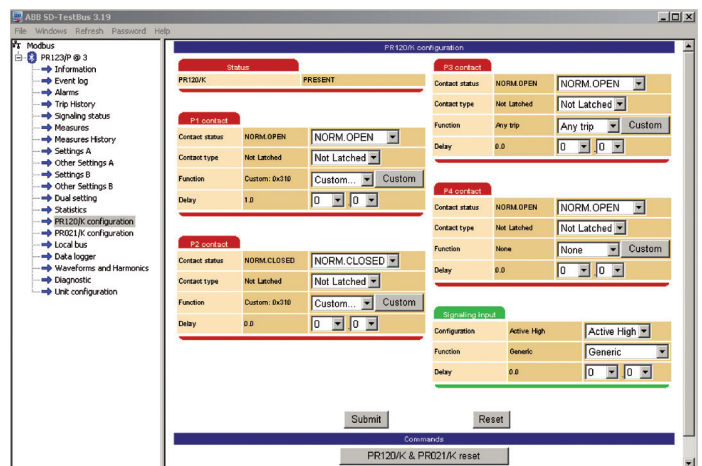 ABB SD-TestBus 3.19
File Windows Refresh Password Help
Modbus
PR123/P @ 3
Information
Event log
Alarms
Trip History
Signaling status
Measures
Measures History
Settings A
Other Settings A
Settings B
Other Settings B
Dual setting
Statistics
PR120/K configuration
PR021/K configuration
Local bus
Data logger
Waveforms and Harmonics
Diagnostic
Unit configuration
PR120/K configuration
Status
PR120/K PRESENT
P1 contact
Contact status NORM.OPEN NORM.OPEN
Contact type Not Latched Not Latched
Function Custom: 0x310 Custom... Custom
Delay 1.0 0 . 0
P2 contact
Contact status NORM.CLOSED NORM.CLOSED
Contact type Not Latched Not Latched
Function Custom: 0x310 Custom... Custom
Delay 0.0 0 . 0
P3 contact
Contact status NORM.OPEN NORM.OPEN
Contact type Not Latched Not Latched
Function Any trip Any trip Custom
Delay 0.0 0 . 0
P4 contact
Contact status NORM.OPEN NORM.OPEN
Contact type Not Latched Not Latched
Function None None Custom
Delay 0.0 0 . 0
Signaling input
Configuration Active High Active High
Function Generic Generic
Delay 0.0 0 . 0
Submit Reset
Commands
PR120/K & PR021/K reset